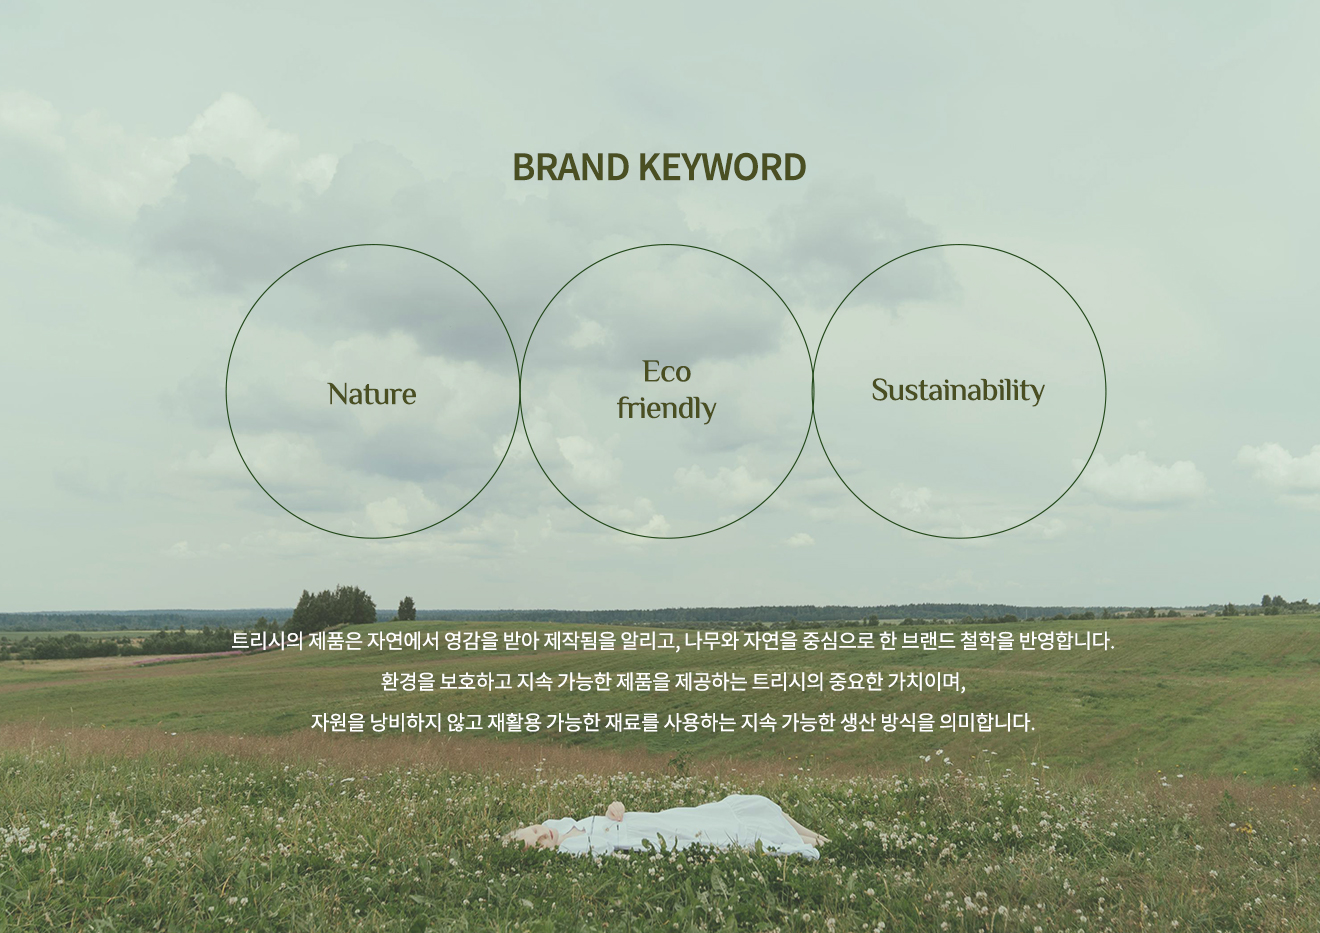 BRAND KEYWORD
Nature
Eco
friendly
Sustainability
트리시의 제품은 자연에서 영감을 받아 제작됨을 알리고, 나무와 자연을 중심으로 한 브랜드 철학을 반영합니다.
환경을 보호하고 지속 가능한 제품을 제공하는 트리시의 중요한 가치이며,
자원을 낭비하지 않고 재활용 가능한 재료를 사용하는 지속 가능한 생산 방식을 의미합니다.